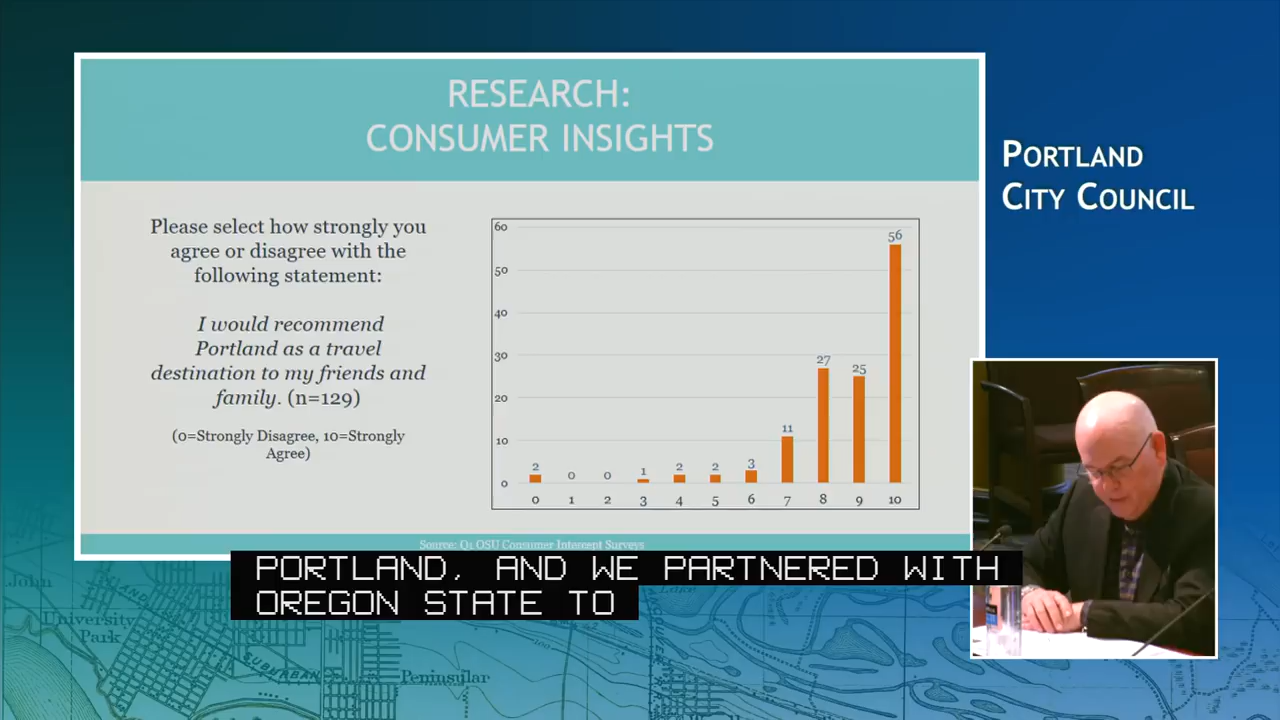 RESEARCH:
CONSUMER INSIGHTS
PORTLAND
CITY COUNCIL
Please select how strongly you
agree or disagree with the
following statement:
I would recommend
Portland as a travel
destination to my friends and
family. (n=129)
(0=Strongly Disagree, 10=Strongly
Agree)
60
50
40
30
20
10
0
2
0
0
1
2
2
3
11
27
25
56
0
1
2
3
4
5
6
7
8
9
10
Source: Q1 OSU Consumer Intercept Surveys
PORTLAND, AND WE PARTNERED WITH
OREGON STATE TO
John
University
Park
SUBURBAN
Peninsular